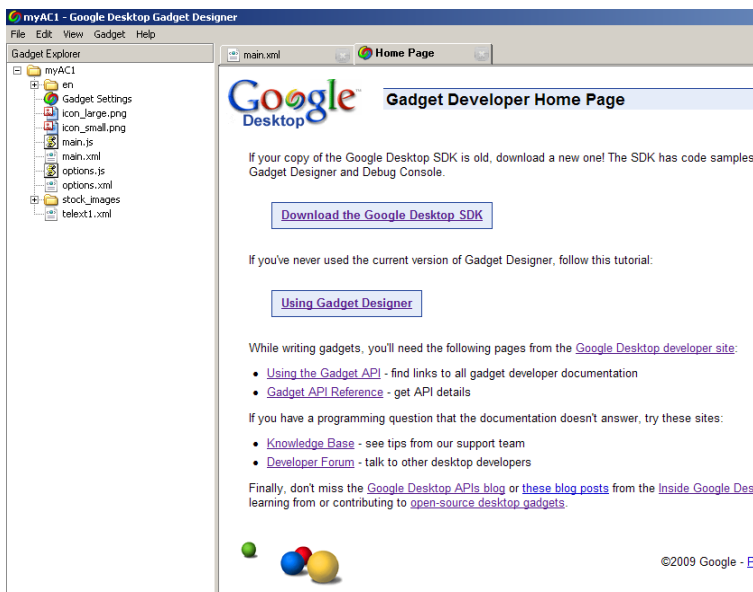 myAC1 - Google Desktop Gadget Designer
File Edit View Gadget Help
Gadget Explorer
main.xml
Home Page
myAC1
en
Gadget Settings
icon_large.png
icon_small.png
main.js
main.xml
options.js
options.xml
stock_images
telext1.xml
Google
Desktop
Gadget Developer Home Page
If your copy of the Google Desktop SDK is old, download a new one! The SDK has code samples
Gadget Designer and Debug Console.
Download the Google Desktop SDK
If you've never used the current version of Gadget Designer, follow this tutorial:
Using Gadget Designer
While writing gadgets, you'll need the following pages from the Google Desktop developer site:
• Using the Gadget API - find links to all gadget developer documentation
• Gadget API Reference - get API details
If you have a programming question that the documentation doesn't answer, try these sites:
• Knowledge Base - see tips from our support team
• Developer Forum - talk to other desktop developers
Finally, don't miss the Google Desktop APIs blog or these blog posts from the Inside Google Des
learning from or contributing to open-source desktop gadgets.
©2009 Google - P